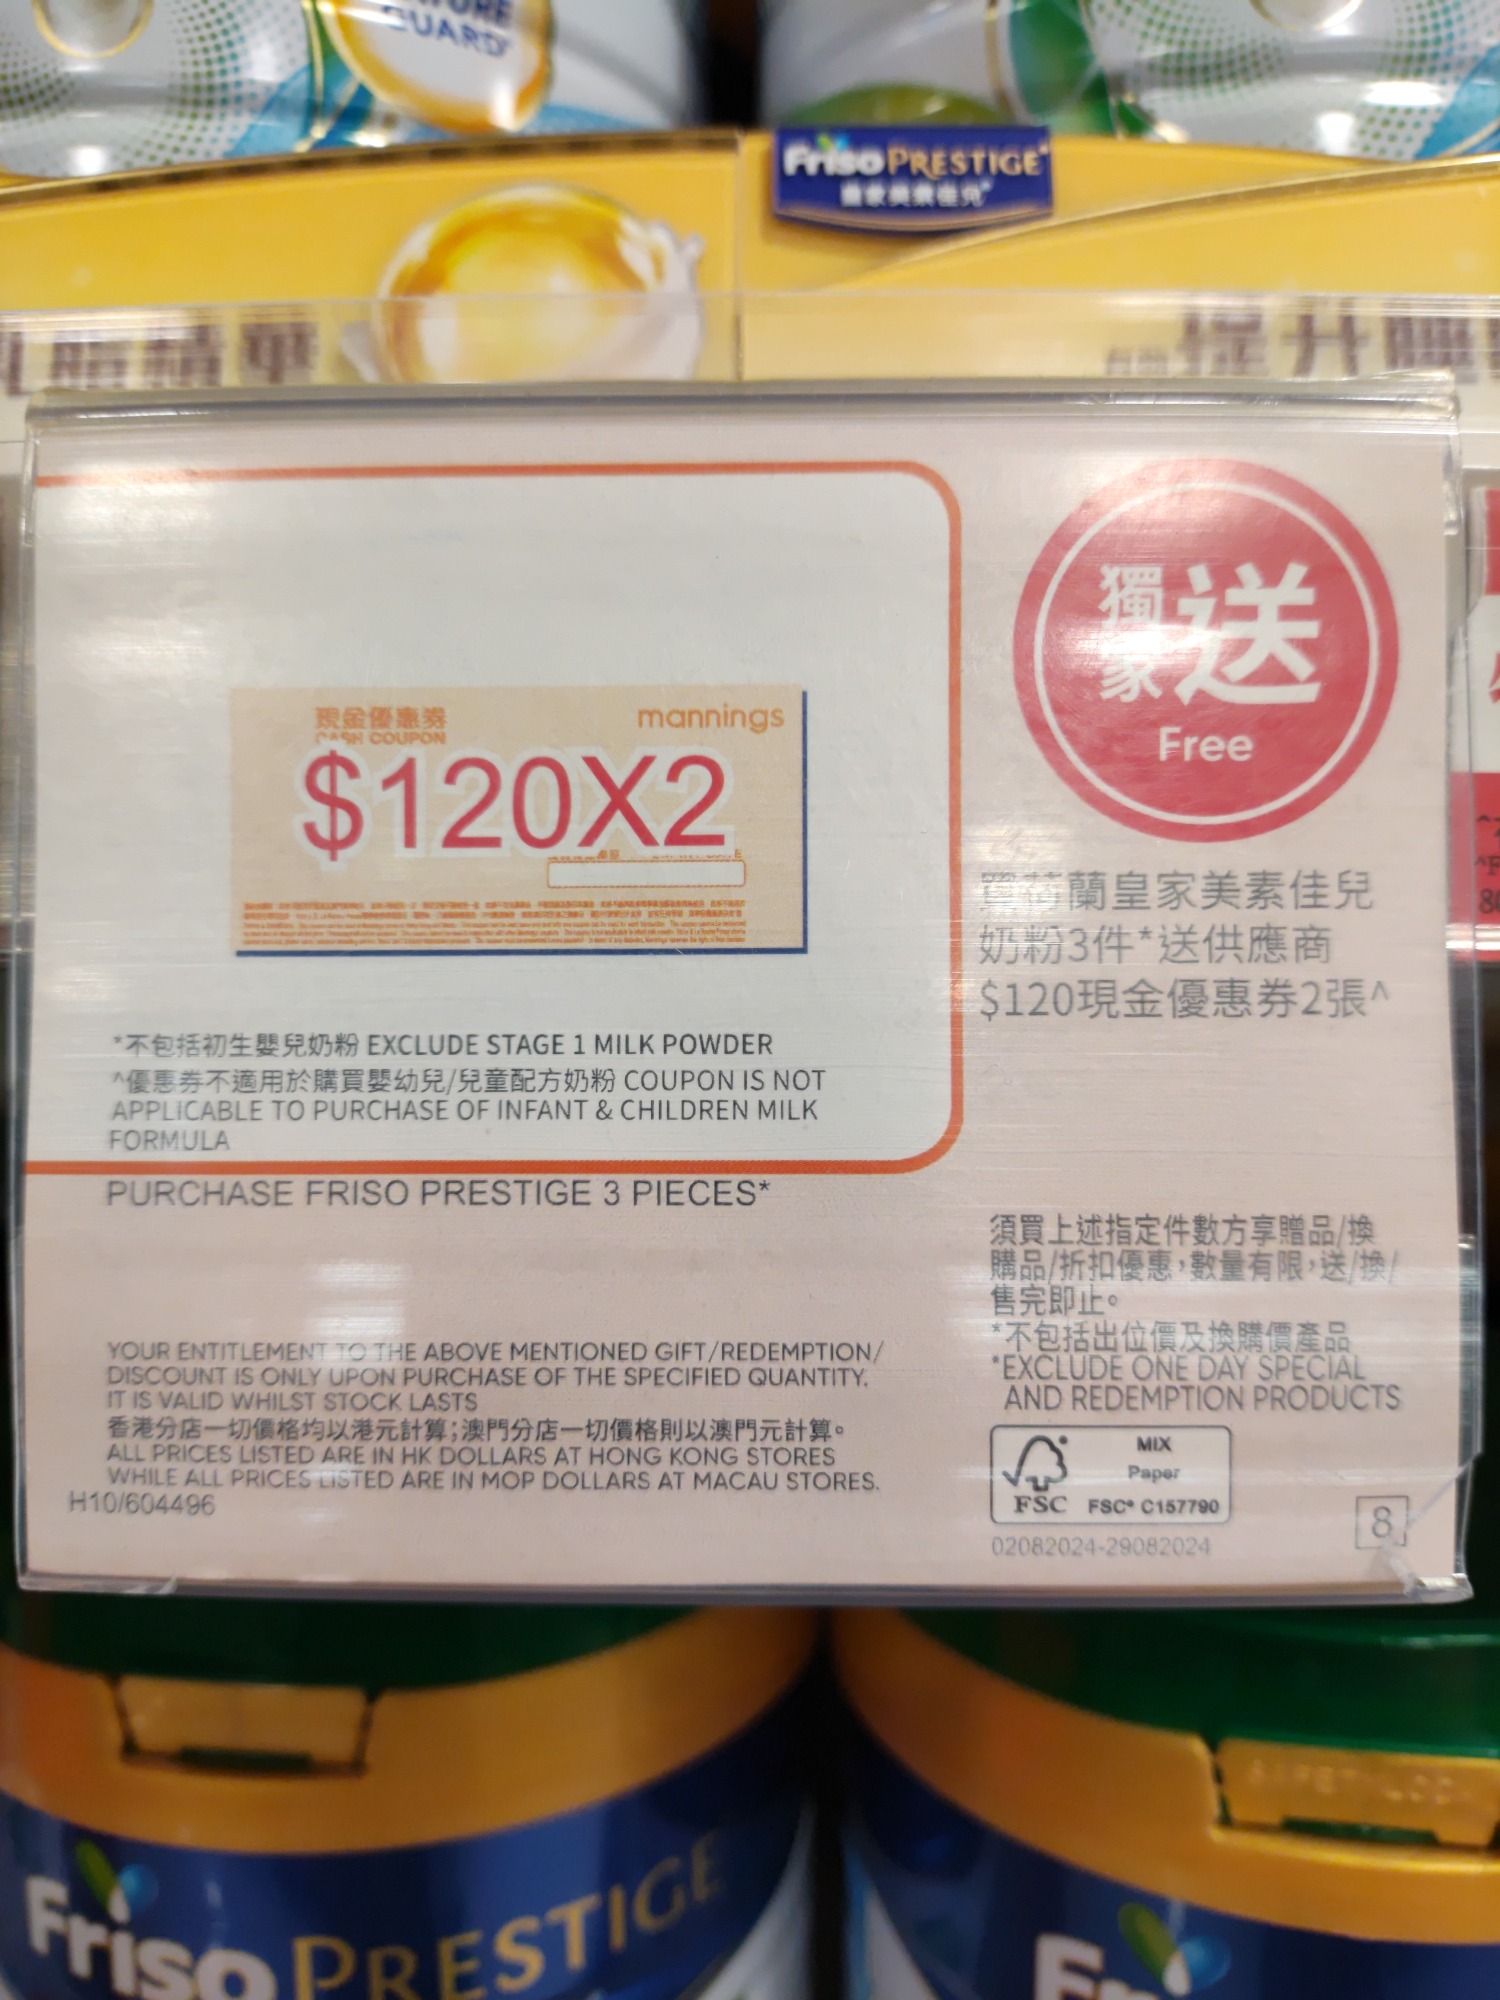 GUARD
Friso PRESTIGE
皇家美素佳兒
提升
獨家送
Free
現金優惠券
CASH COUPON
mannings
$120X2
買荷蘭皇家美素佳兒
奶粉3件*送供應商
$120現金優惠券2張^
*不包括初生嬰兒奶粉 EXCLUDE STAGE 1 MILK POWDER
^優惠券不適用於購買嬰幼兒/兒童配方奶粉 COUPON IS NOT
APPLICABLE TO PURCHASE OF INFANT & CHILDREN MILK
FORMULA
PURCHASE FRISO PRESTIGE 3 PIECES*
須買上述指定件數方享贈品/換
購品/折扣優惠，數量有限，送/換/
售完即止。
*不包括出位價及換購價產品
*EXCLUDE ONE DAY SPECIAL
AND REDEMPTION PRODUCTS
YOUR ENTITLEMENT TO THE ABOVE MENTIONED GIFT/REDEMPTION/
DISCOUNT IS ONLY UPON PURCHASE OF THE SPECIFIED QUANTITY.
IT IS VALID WHILST STOCK LASTS
香港分店一切價格均以港元計算；澳門分店一切價格則以澳門元計算。
ALL PRICES LISTED ARE IN HK DOLLARS AT HONG KONG STORES
WHILE ALL PRICES LISTED ARE IN MOP DOLLARS AT MACAU STORES.
H10/604496
MIX
Paper
FSC FSC® C157790
02082024-29082024
8
Friso PRESTIGE